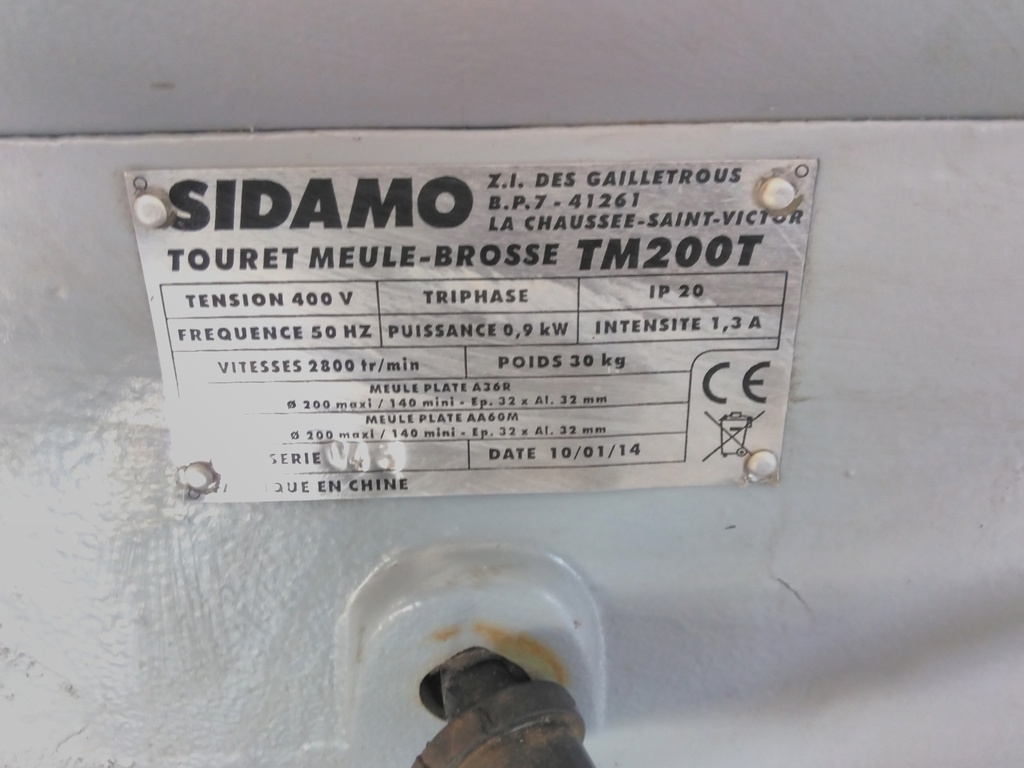 SIDAMO
Z.I. DES GAILLETROUS
B.P.7 - 41261
LA CHAUSSEE-SAINT-VICTOR
TOURET MEULE-BROSSE TM200T
TENSION 400 V TRIPHASE IP 20
FREQUENCE 50 HZ PUISSANCE 0,9 kW INTENSITE 1,3 A
VITESSES 2800 tr/min POIDS 30 kg
MEULE PLATE A36R
Ø 200 maxi / 140 mini - Ep. 32 x Al. 32 mm
MEULE PLATE AA60M
Ø 200 maxi / 140 mini - Ep. 32 x Al. 32 mm
SERIE DATE 10/01/14
EN CHINE
CE